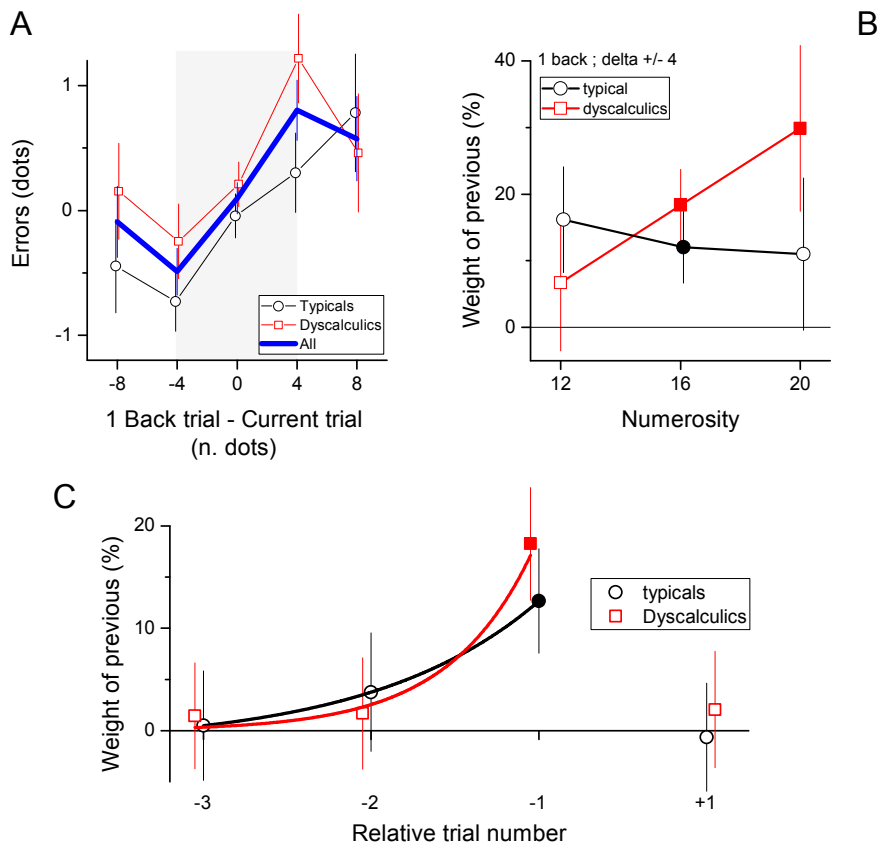 A
B
1
0
-1
Errors (dots)
-8
-4
0
4
8
1 Back trial - Current trial
(n. dots)
Typicals
Dyscalculics
All
1 back ; delta +/- 4
typical
dyscalculics
40
20
0
Weight of previous (%)
12
16
20
Numerosity
C
20
10
0
Weight of previous (%)
typicals
Dyscalculics
-3
-2
-1
+1
Relative trial number